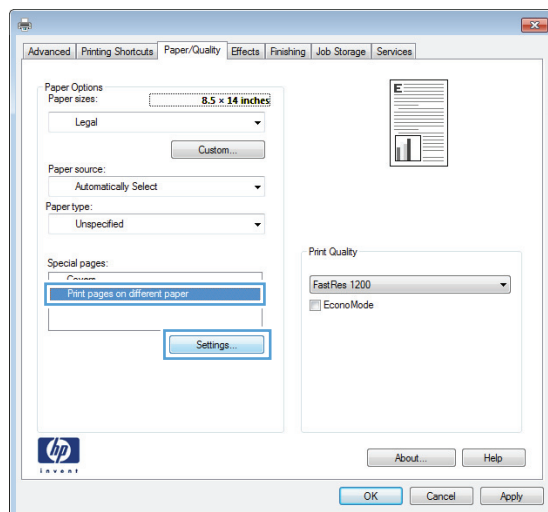 Advanced Printing Shortcuts Paper/Quality Effects Finishing Job Storage Services
Paper Options
Paper sizes: 8.5 × 14 inches
Legal
Custom...
Paper source:
Automatically Select
Paper type:
Unspecified
Special pages:
Covers
Print pages on different paper
Settings...
E
Print Quality
FastRes 1200
EconoMode
hp
invent
About... Help
OK Cancel Apply